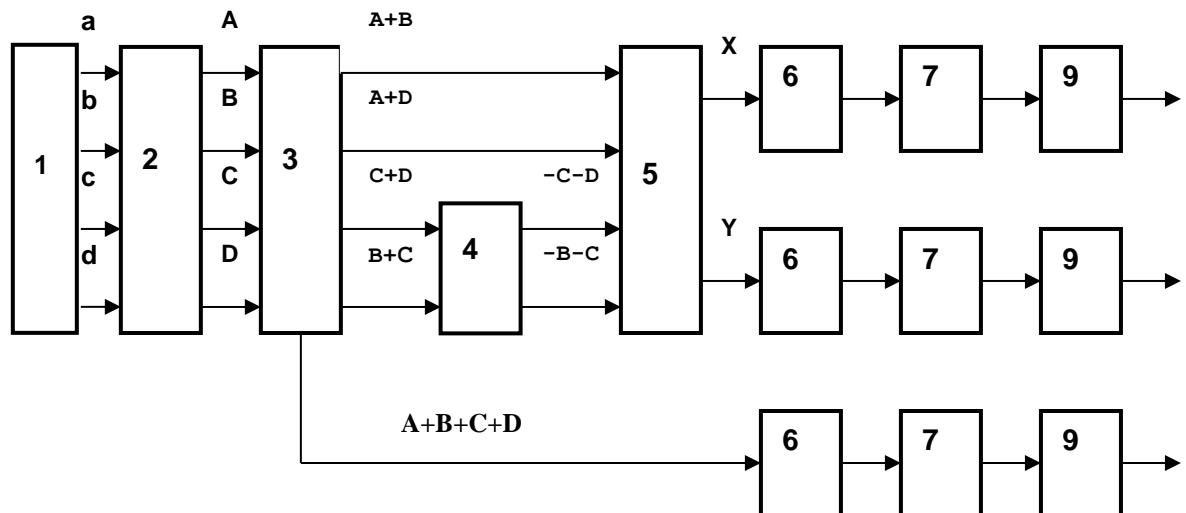 a A A+B
X
6 7 9
b B A+D
1 2 3 5
c C C+D -C-D
Y
4 6 7 9
d D B+C -B-C
A+B+C+D
6 7 9